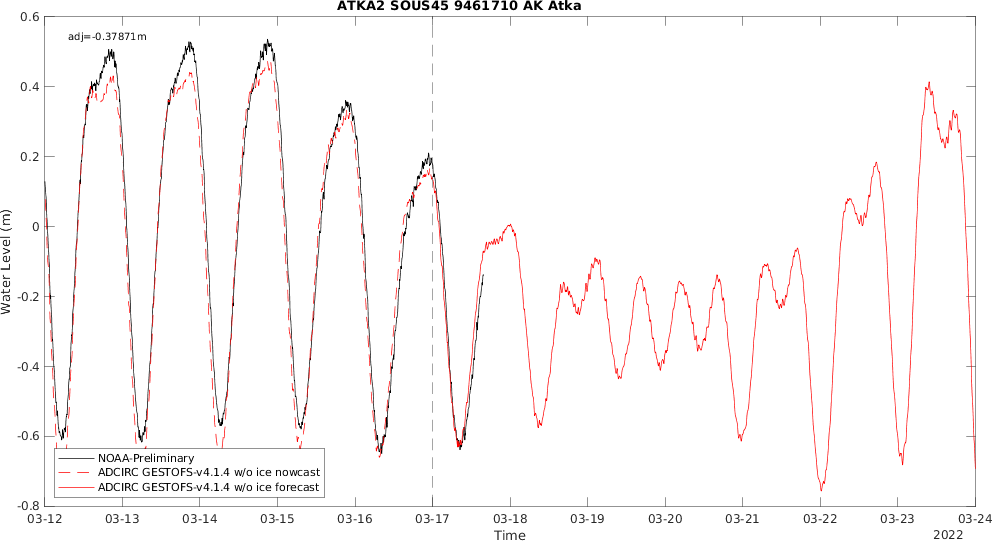 ATKA2 SOUS45 9461710 AK Atka
adj=-0.37871m
0.6
0.4
0.2
0
-0.2
-0.4
-0.6
-0.8
Water Level (m)
NOAA-Preliminary
ADCIRC GESTOFS-v4.1.4 w/o ice nowcast
ADCIRC GESTOFS-v4.1.4 w/o ice forecast
03-12 03-13 03-14 03-15 03-16 03-17 03-18 03-19 03-20 03-21 03-22 03-23 03-24
Time
2022